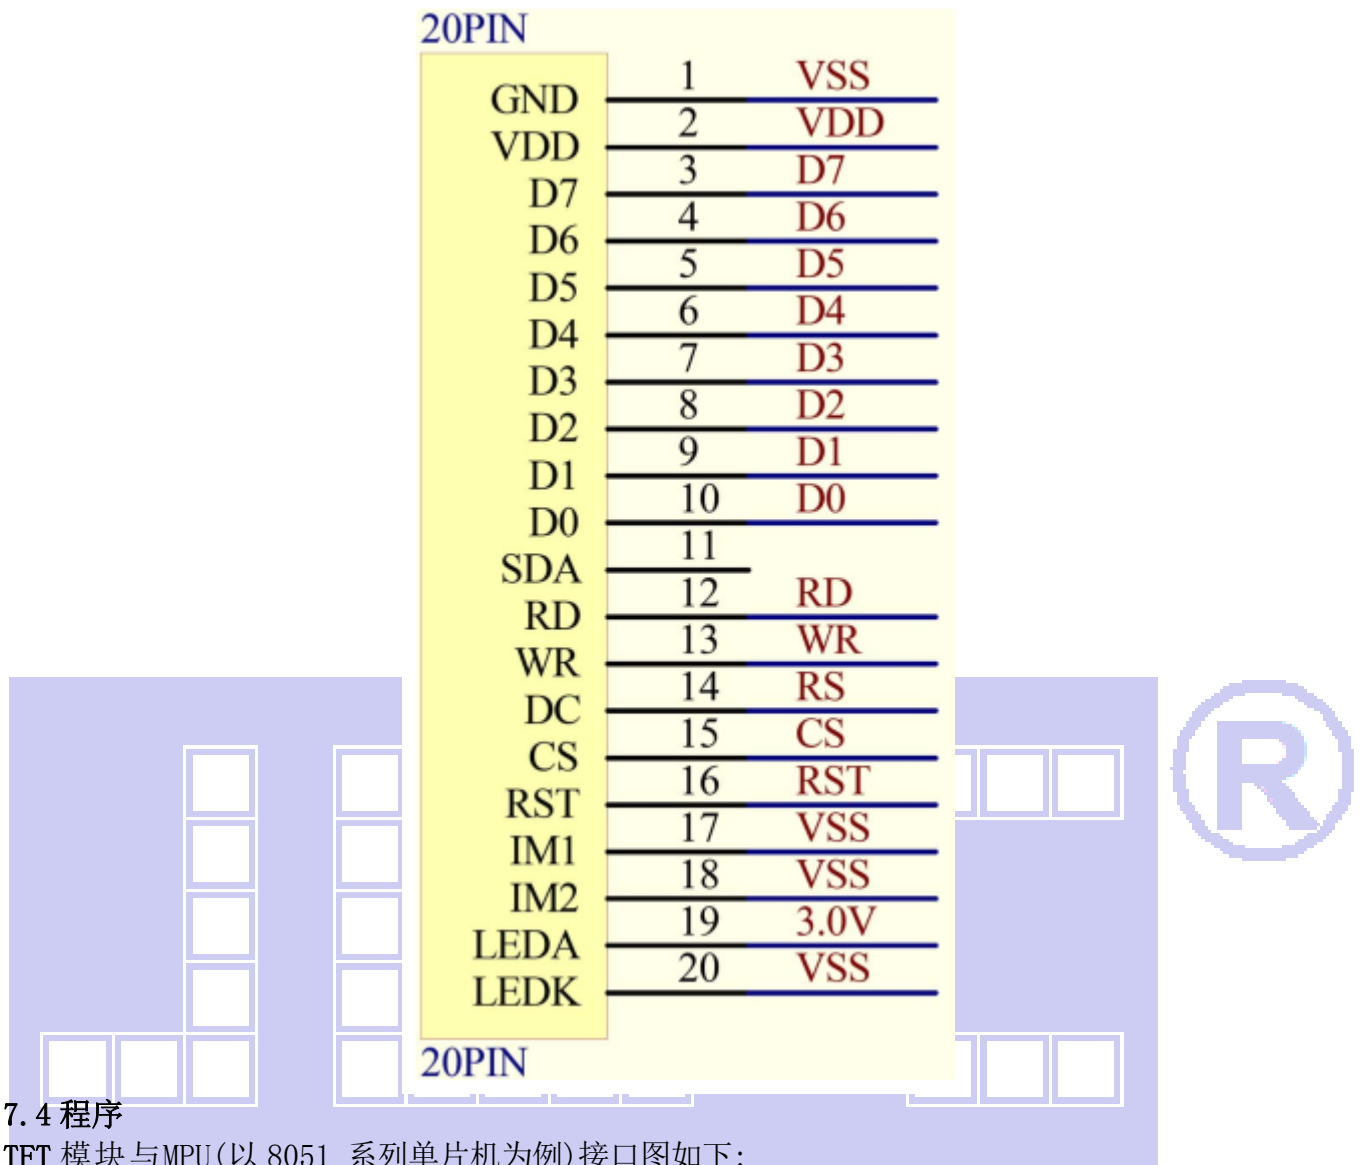 20PIN
1 VSS
GND
2 VDD
VDD
3 D7
D7
4 D6
D6
5 D5
D5
6 D4
D4
7 D3
D3
8 D2
D2
9 D1
D1
10 D0
D0
11
SDA
12 RD
RD
13 WR
WR
14 RS
DC
15 CS
CS
16 RST
RST
17 VSS
IM1
18 VSS
IM2
19 3.0V
LEDA
20 VSS
LEDK
20PIN
R
7.4 程序
TFT 模块与MPU(以 8051 系列单片机为例)接口图如下: